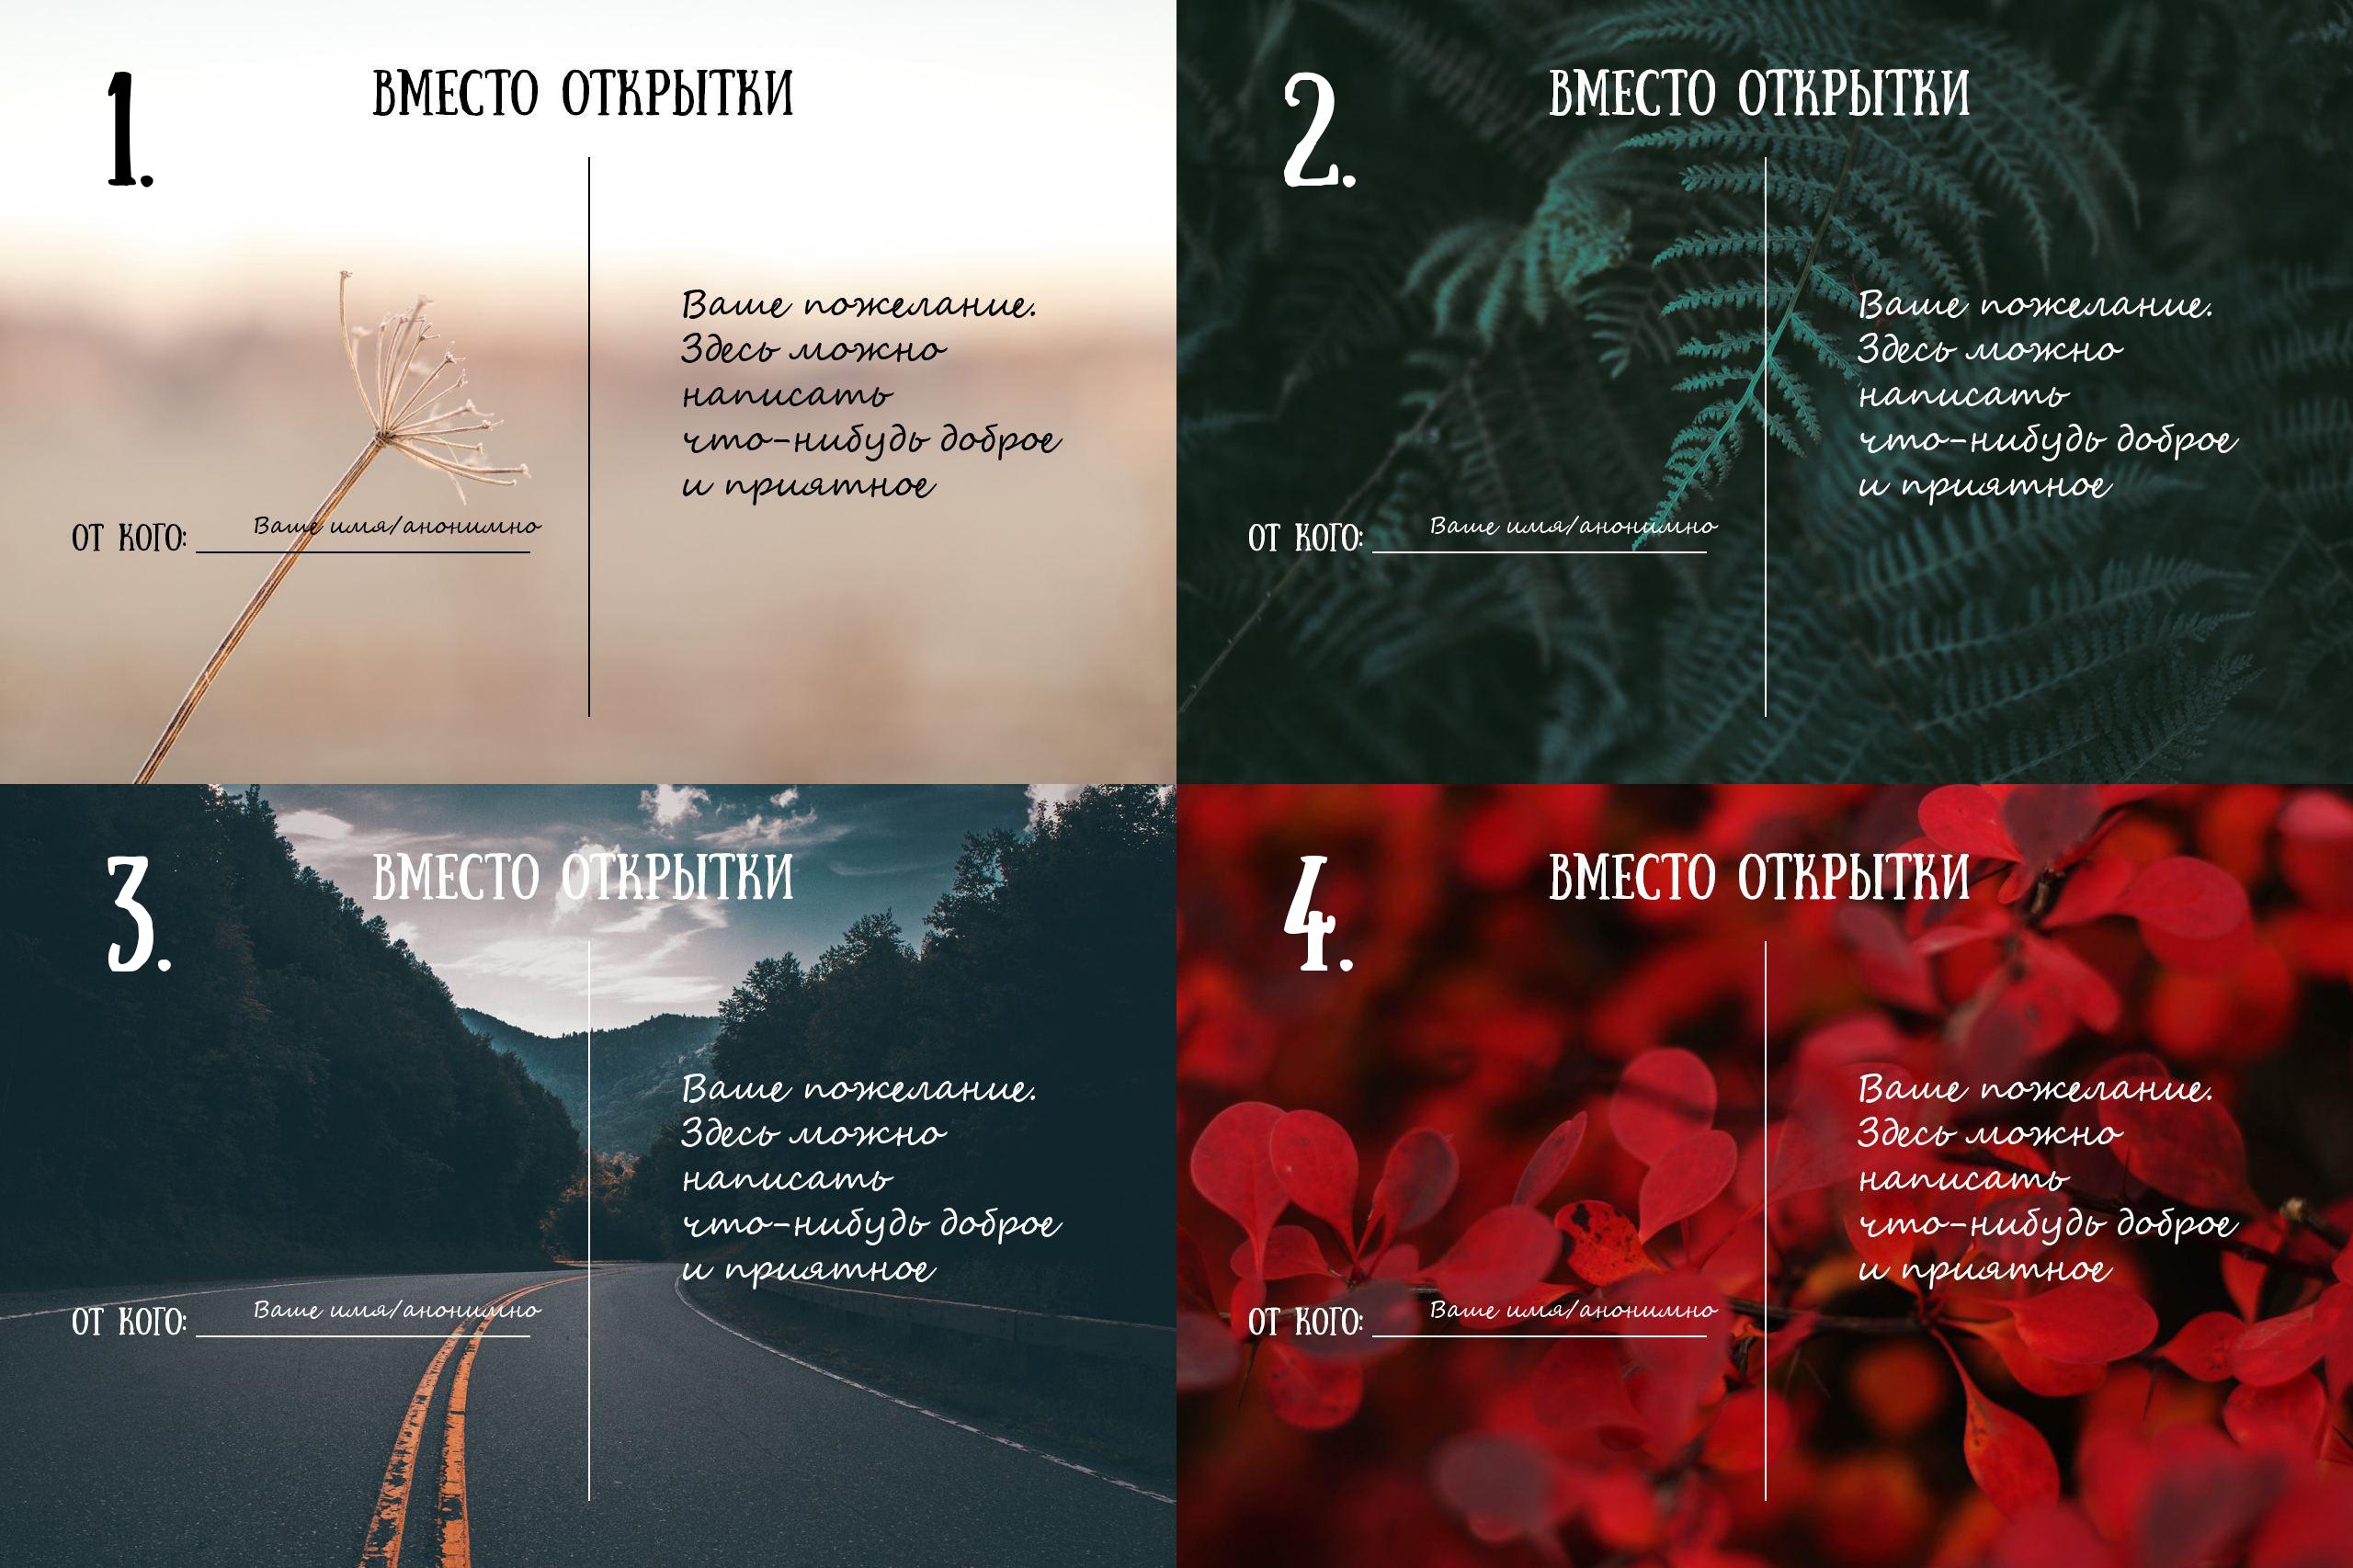 1.
ВМЕСТО ОТКРЫТКИ
Ваше пожелание.
Здесь можно
написать
что-нибудь доброе
и приятное
ОТ КОГО: Ваше имя/анонимно
2.
ВМЕСТО ОТКРЫТКИ
Ваше пожелание.
Здесь можно
написать
что-нибудь доброе
и приятное
ОТ КОГО: Ваше имя/анонимно
3.
ВМЕСТО ОТКРЫТКИ
Ваше пожелание.
Здесь можно
написать
что-нибудь доброе
и приятное
ОТ КОГО: Ваше имя/анонимно
4.
ВМЕСТО ОТКРЫТКИ
Ваше пожелание.
Здесь можно
написать
что-нибудь доброе
и приятное
ОТ КОГО: Ваше имя/анонимно